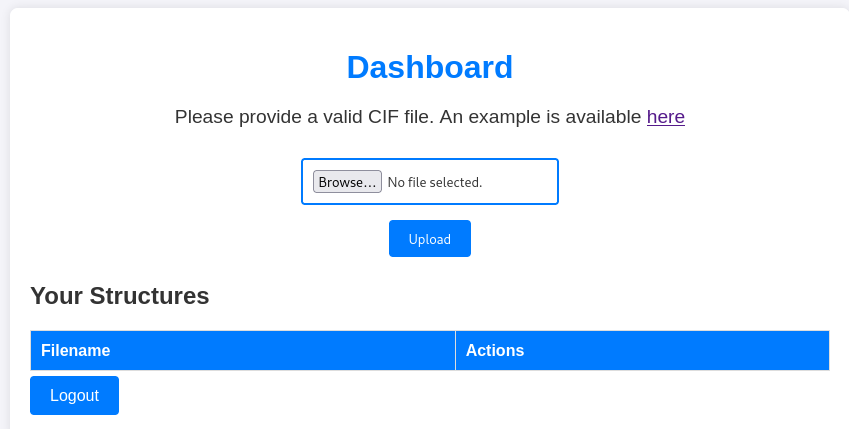 Dashboard
Please provide a valid CIF file. An example is available here
Browse... No file selected.
Upload
Your Structures
Filename Actions
Logout